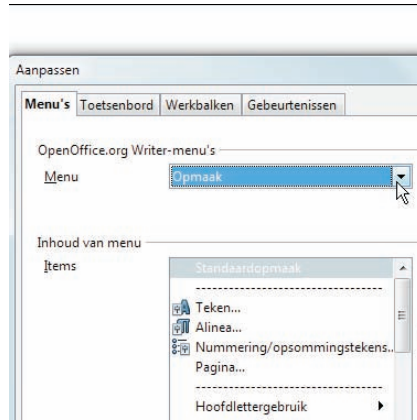 Aanpassen
Menu's Toetsenbord Werkbalken Gebeurtenissen
OpenOffice.org Writer-menu's
Menu Opmaak
Inhoud van menu
Items Standaardopmaak
Teken...
Alinea...
Nummering/opsommingstekens..
Pagina...
Hoofdlettergebruik